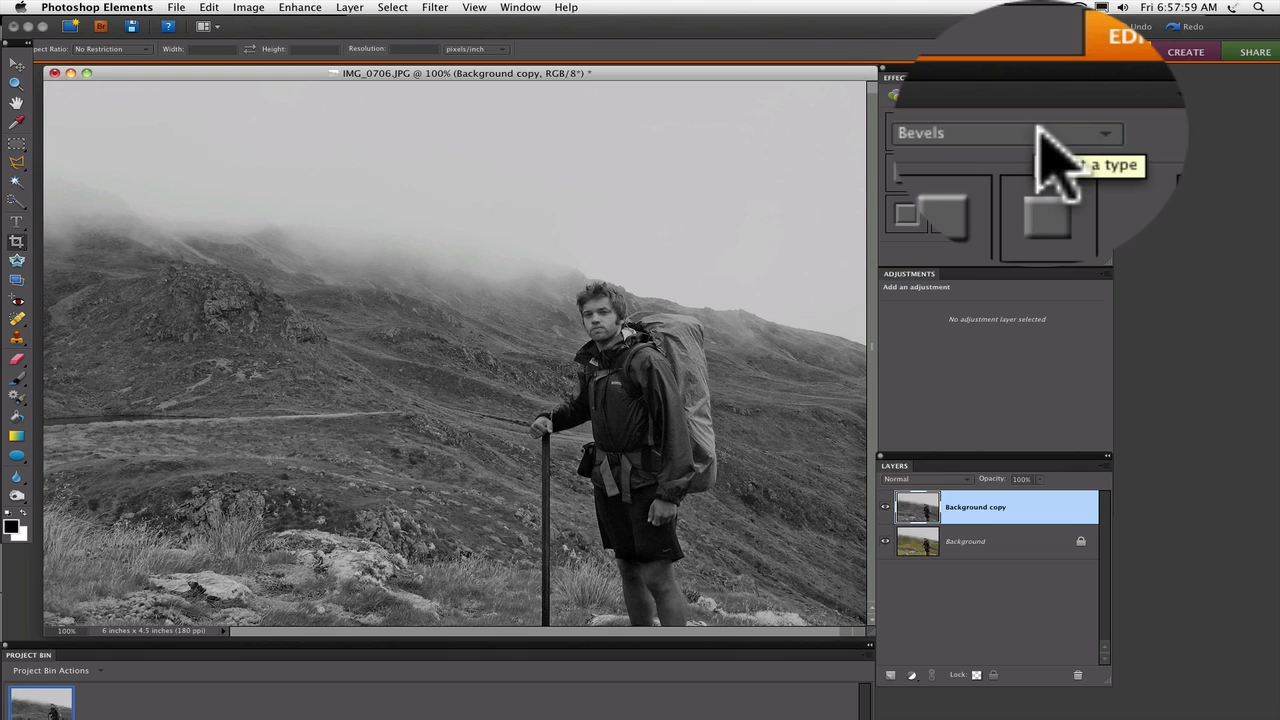 Photoshop Elements File Edit Image Enhance Layer Select Filter View Window Help Fri 6:57:59 AM
Br ? Undo Redo
Ratio: No Restriction Width: Height: Resolution: pixels/inch
CREATE SHARE
IMG_0706.JPG @ 100% (Background copy, RGB/8*) *
Bevels
a type
ADJUSTMENTS
Add an adjustment
No adjustment layer selected
LAYERS
Normal Opacity: 100%
Background copy
Background
100% 6 inches x 4.5 inches (180 ppi)
Lock:
PROJECT BIN
Project Bin Actions